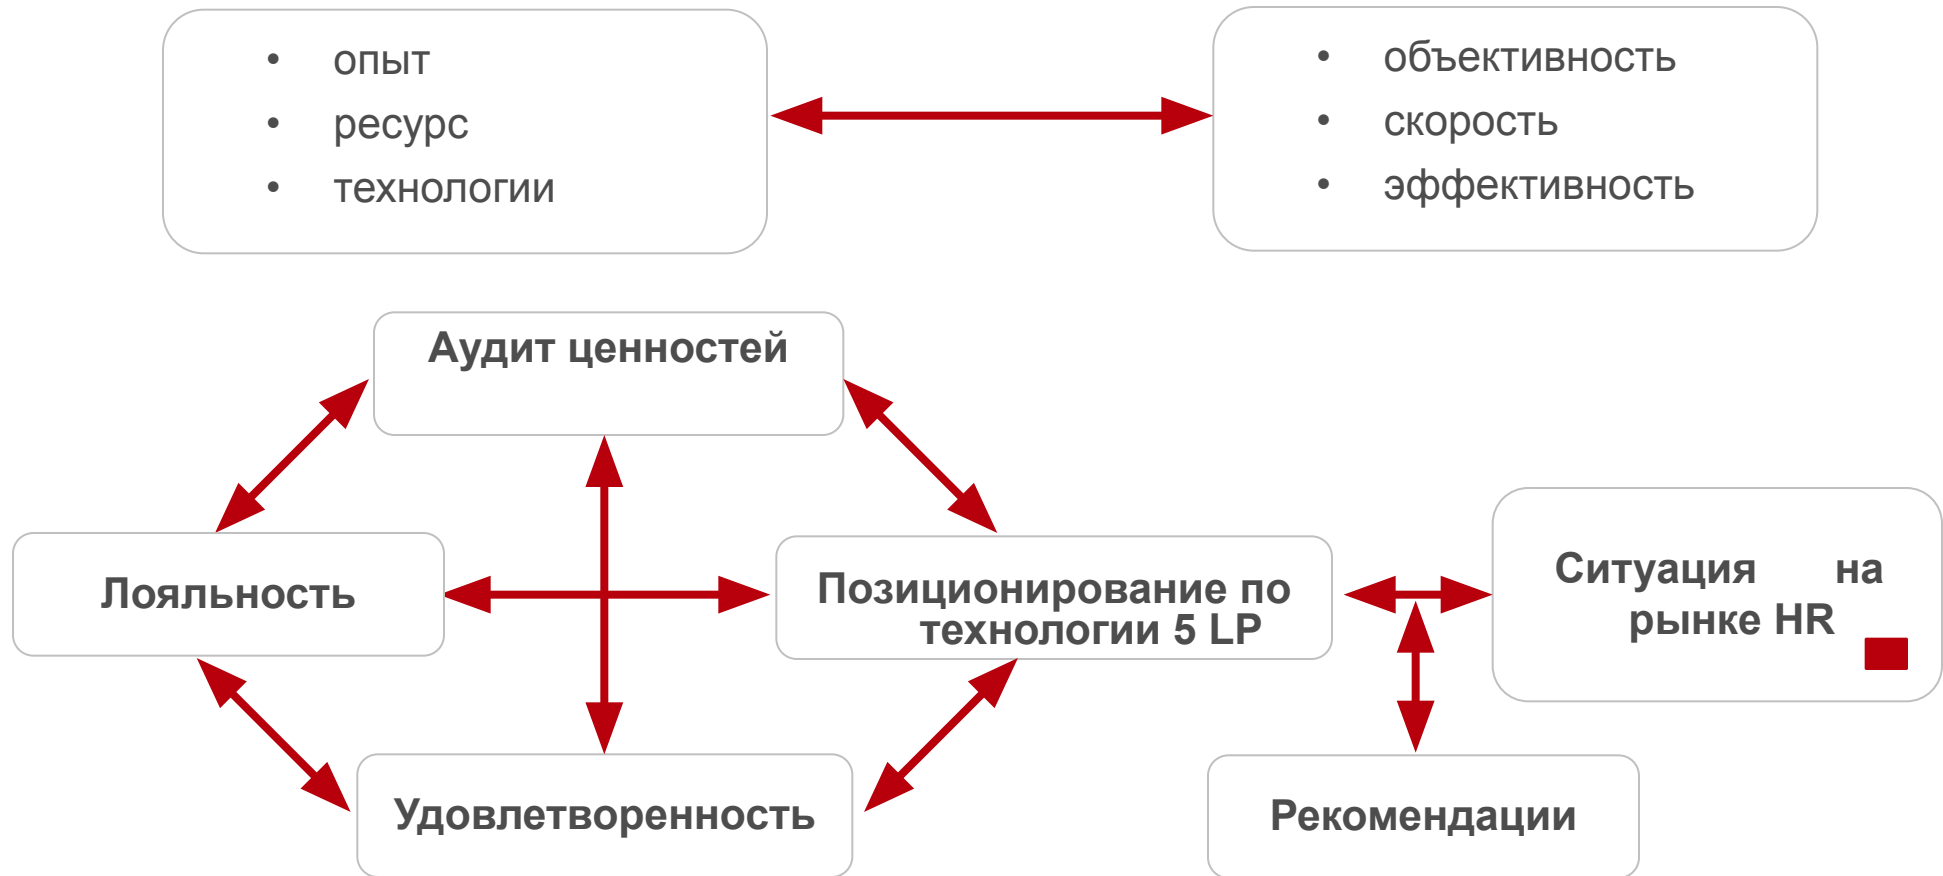 • опыт
• ресурс
• технологии
• объективность
• скорость
• эффективность
Аудит ценностей
Лояльность
Позиционирование по
технологии 5 LP
Ситуация на
рынке HR
Удовлетворенность
Рекомендации